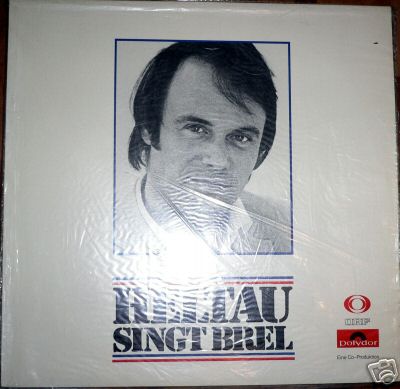 HELTAU
SINGT BREL
ORF
Polydor
Eine Co-Produktion